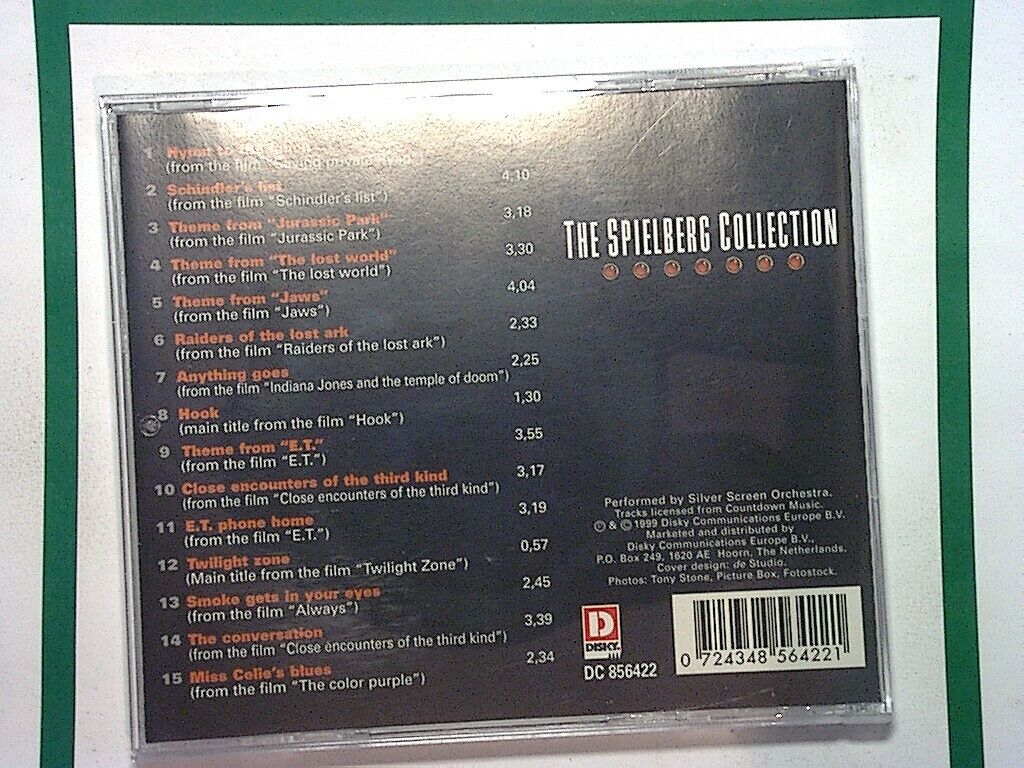 1 Hymn
(from the film "Saving private
2 Schindler's list 4,10
(from the film "Schindler's list")
3 Theme from "Jurassic Park" 3,18
(from the film "Jurassic Park")
4 Theme from "The lost world" 3,30
(from the film "The lost world")
5 Theme from "Jaws" 4,04
(from the film "Jaws")
6 Raiders of the lost ark 2,33
(from the film "Raiders of the lost ark")
7 Anything goes 2,25
(from the film "Indiana Jones and the temple of doom")
8 Hook 1,30
(main title from the film "Hook")
9 Theme from "E.T." 3,55
(from the film "E.T.")
10 Close encounters of the third kind 3,17
(from the film "Close encounters of the third kind")
11 E.T. phone home 3,19
(from the film "E.T.")
12 Twilight zone 0,57
(Main title from the film "Twilight Zone")
13 Smoke gets in your eyes 2,45
(from the film "Always")
14 The conversation 3,39
(from the film "Close encounters of the third kind")
15 Miss Celie's blues 2,34
(from the film "The color purple")
THE SPIELBERG COLLECTION
Performed by Silver Screen Orchestra.
Tracks licensed from Countdown Music.
℗ & © 1999 Disky Communications Europe B.V.
Marketed and distributed by
Disky Communications Europe B.V.,
P.O. Box 249, 1620 AE Hoorn, The Netherlands.
Cover design: de Studio.
Photos: Tony Stone, Picture Box, Fotostock.
D
DISKY
DC 856422
0 724348 564221